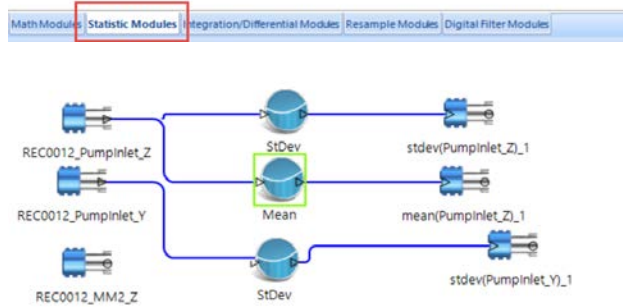 Math Modules Statistic Modules Integration/Differential Modules Resample Modules Digital Filter Modules
StDev
stdev(PumpInlet_Z)_1
REC0012_PumpInlet_Z
REC0012_PumpInlet_Y
Mean
mean(PumpInlet_Z)_1
REC0012_MM2_Z
StDev
stdev(PumpInlet_Y)_1